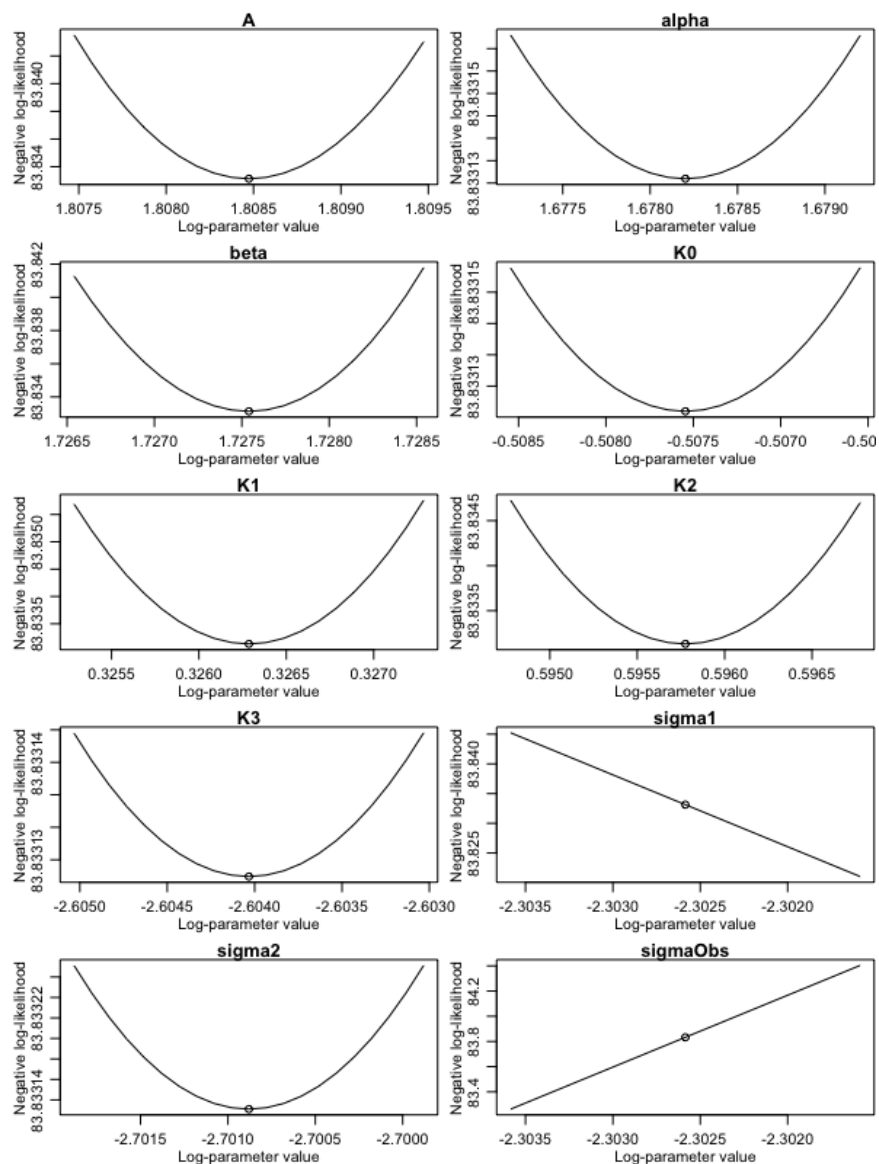 A
alpha
Negative log-likelihood
83.834 83.840
1.8075 1.8080 1.8085 1.8090 1.8095
Log-parameter value
Negative log-likelihood
83.83313 83.83315
1.6775 1.6780 1.6785 1.6790
Log-parameter value
beta
K0
Negative log-likelihood
83.834 83.838 83.842
1.7265 1.7270 1.7275 1.7280 1.7285
Log-parameter value
Negative log-likelihood
83.83313 83.83315
-0.5085 -0.5080 -0.5075 -0.5070 -0.50
Log-parameter value
K1
K2
Negative log-likelihood
83.8335 83.8350
0.3255 0.3260 0.3265 0.3270
Log-parameter value
Negative log-likelihood
83.8335 83.8345
0.5950 0.5955 0.5960 0.5965
Log-parameter value
K3
sigma1
Negative log-likelihood
83.83313 83.83314
-2.6050 -2.6045 -2.6040 -2.6035 -2.6030
Log-parameter value
Negative log-likelihood
83.825 83.840
-2.3035 -2.3030 -2.3025 -2.3020
Log-parameter value
sigma2
sigmaObs
Negative log-likelihood
83.83314 83.83322
-2.7015 -2.7010 -2.7005 -2.7000
Log-parameter value
Negative log-likelihood
83.4 83.8 84.2
-2.3035 -2.3030 -2.3025 -2.3020
Log-parameter value